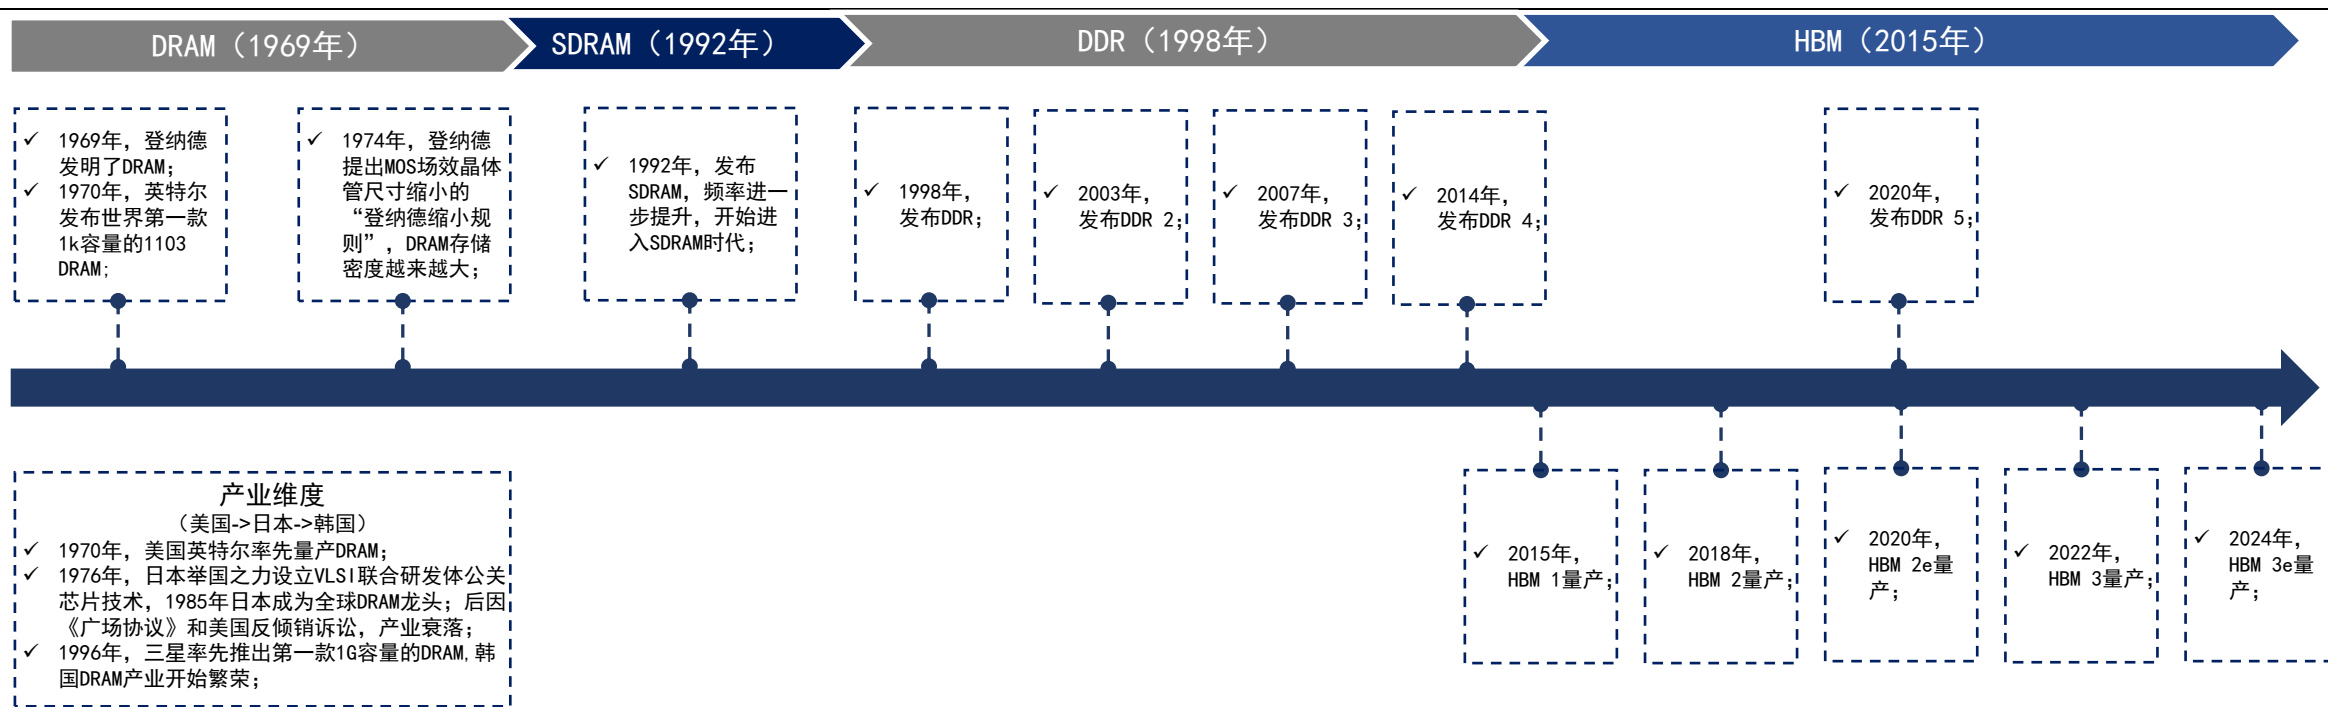 DRAM（1969年）
SDRAM（1992年）
DDR（1998年）
HBM（2015年）
✓ 1969年，登纳德
发明了DRAM；
✓ 1970年，英特尔
发布世界第一款
1k容量的1103
DRAM;
✓ 1974年，登纳德
提出MOS场效晶体
管尺寸缩小的
“登纳德缩小规
则”，DRAM存储
密度越来越大；
✓ 1992年，发布
SDRAM，频率进一
步提升，开始进
入SDRAM时代；
✓ 1998年，
发布DDR；
✓ 2003年，
发布DDR 2；
✓ 2007年，
发布DDR 3；
✓ 2014年，
发布DDR 4；
✓ 2020年，
发布DDR 5；
产业维度
（美国->日本->韩国）
✓ 1970年，美国英特尔率先量产DRAM；
✓ 1976年，日本举国之力设立VLSI联合研发体公关
芯片技术，1985年日本成为全球DRAM龙头；后因
《广场协议》和美国反倾销诉讼，产业衰落；
✓ 1996年，三星率先推出第一款1G容量的DRAM,韩
国DRAM产业开始繁荣；
✓ 2015年，
HBM 1量产；
✓ 2018年，
HBM 2量产；
✓ 2020年，
HBM 2e量
产；
✓ 2022年，
HBM 3量产；
✓ 2024年，
HBM 3e量
产；